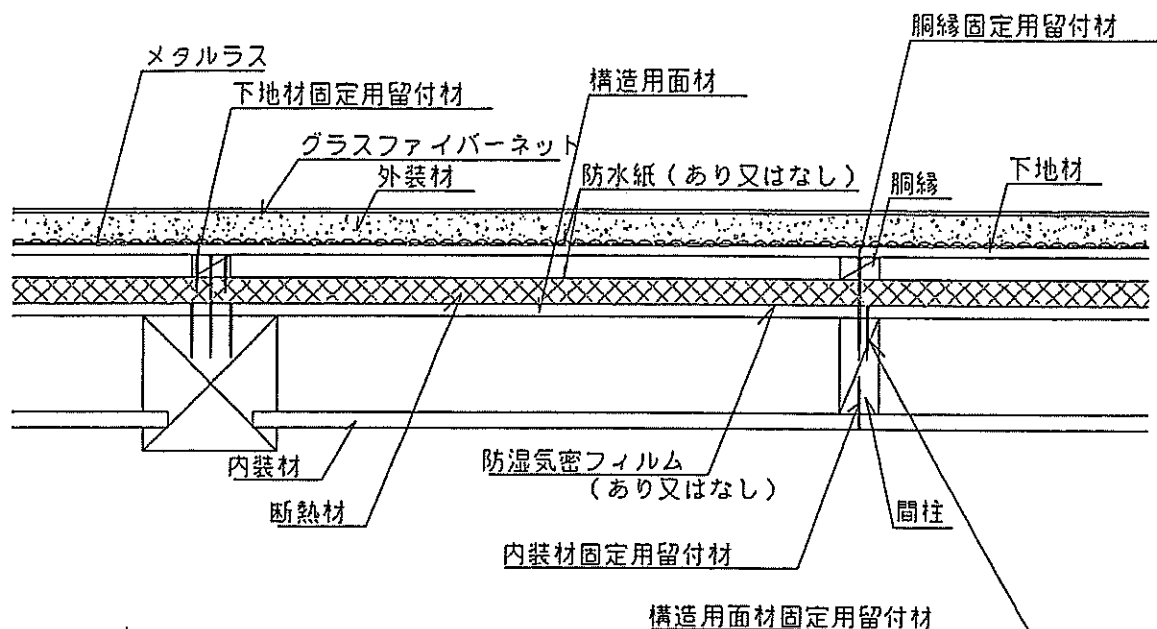 胴縁固定用留付材
メタルラス
構造用面材
下地材固定用留付材
グラスファイバーネット
外装材
防水紙(あり又はなし)
胴縁
下地材
内装材
防湿気密フィルム
(あり又はなし)
断熱材
間柱
内装材固定用留付材
構造用面材固定用留付材